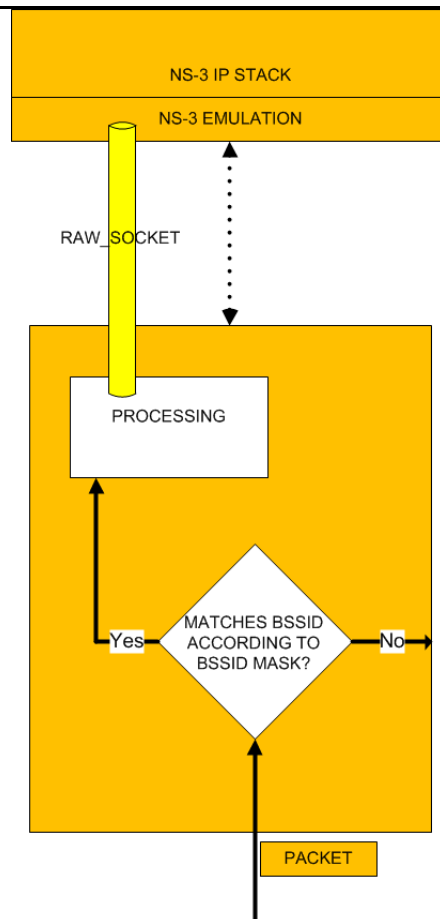 NS-3 IP STACK
NS-3 EMULATION
RAW_SOCKET
PROCESSING
MATCHES BSSID
ACCORDING TO
BSSID MASK?
Yes
No
PACKET